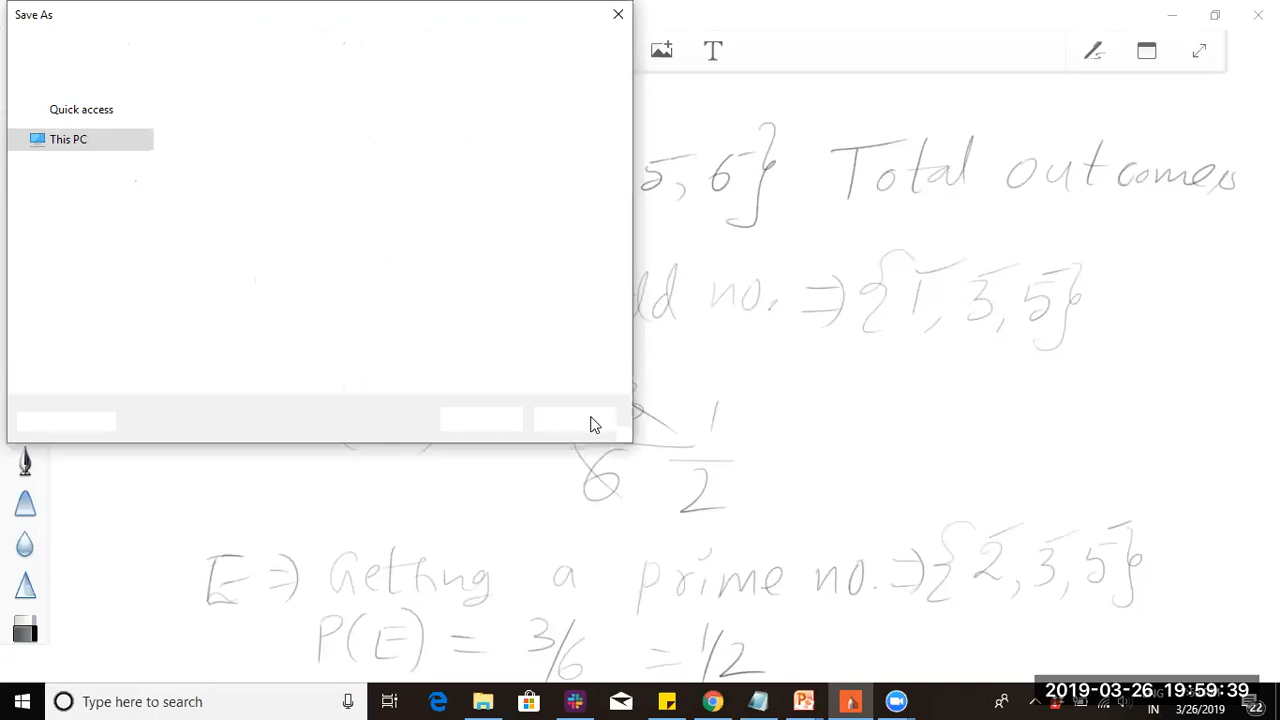 Save As
T
Quick access
This PC
5, 6} Total outcomes
no. ⇒ {1, 3, 5}
1
6 2
E ⇒ Getting a prime no. ⇒ {2, 3, 5}
P(E) = 3/6 = 1/2
Type here to search
2019-03-26 19:59:39
IN 3/26/2019 22